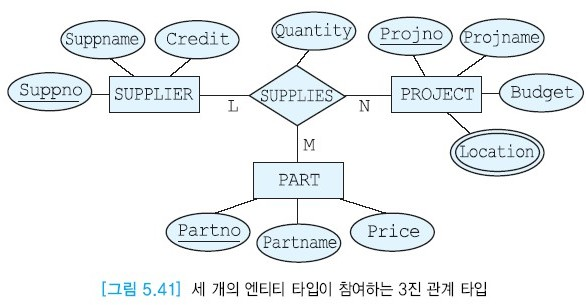 Suppname
Credit
Quantity
Projno
Projname
Suppno
SUPPLIER
L
SUPPLIES
N
PROJECT
Budget
M
Location
PART
Partno
Partname
Price
[그림 5.41] 세 개의 엔티티 타입이 참여하는 3진 관계 타입